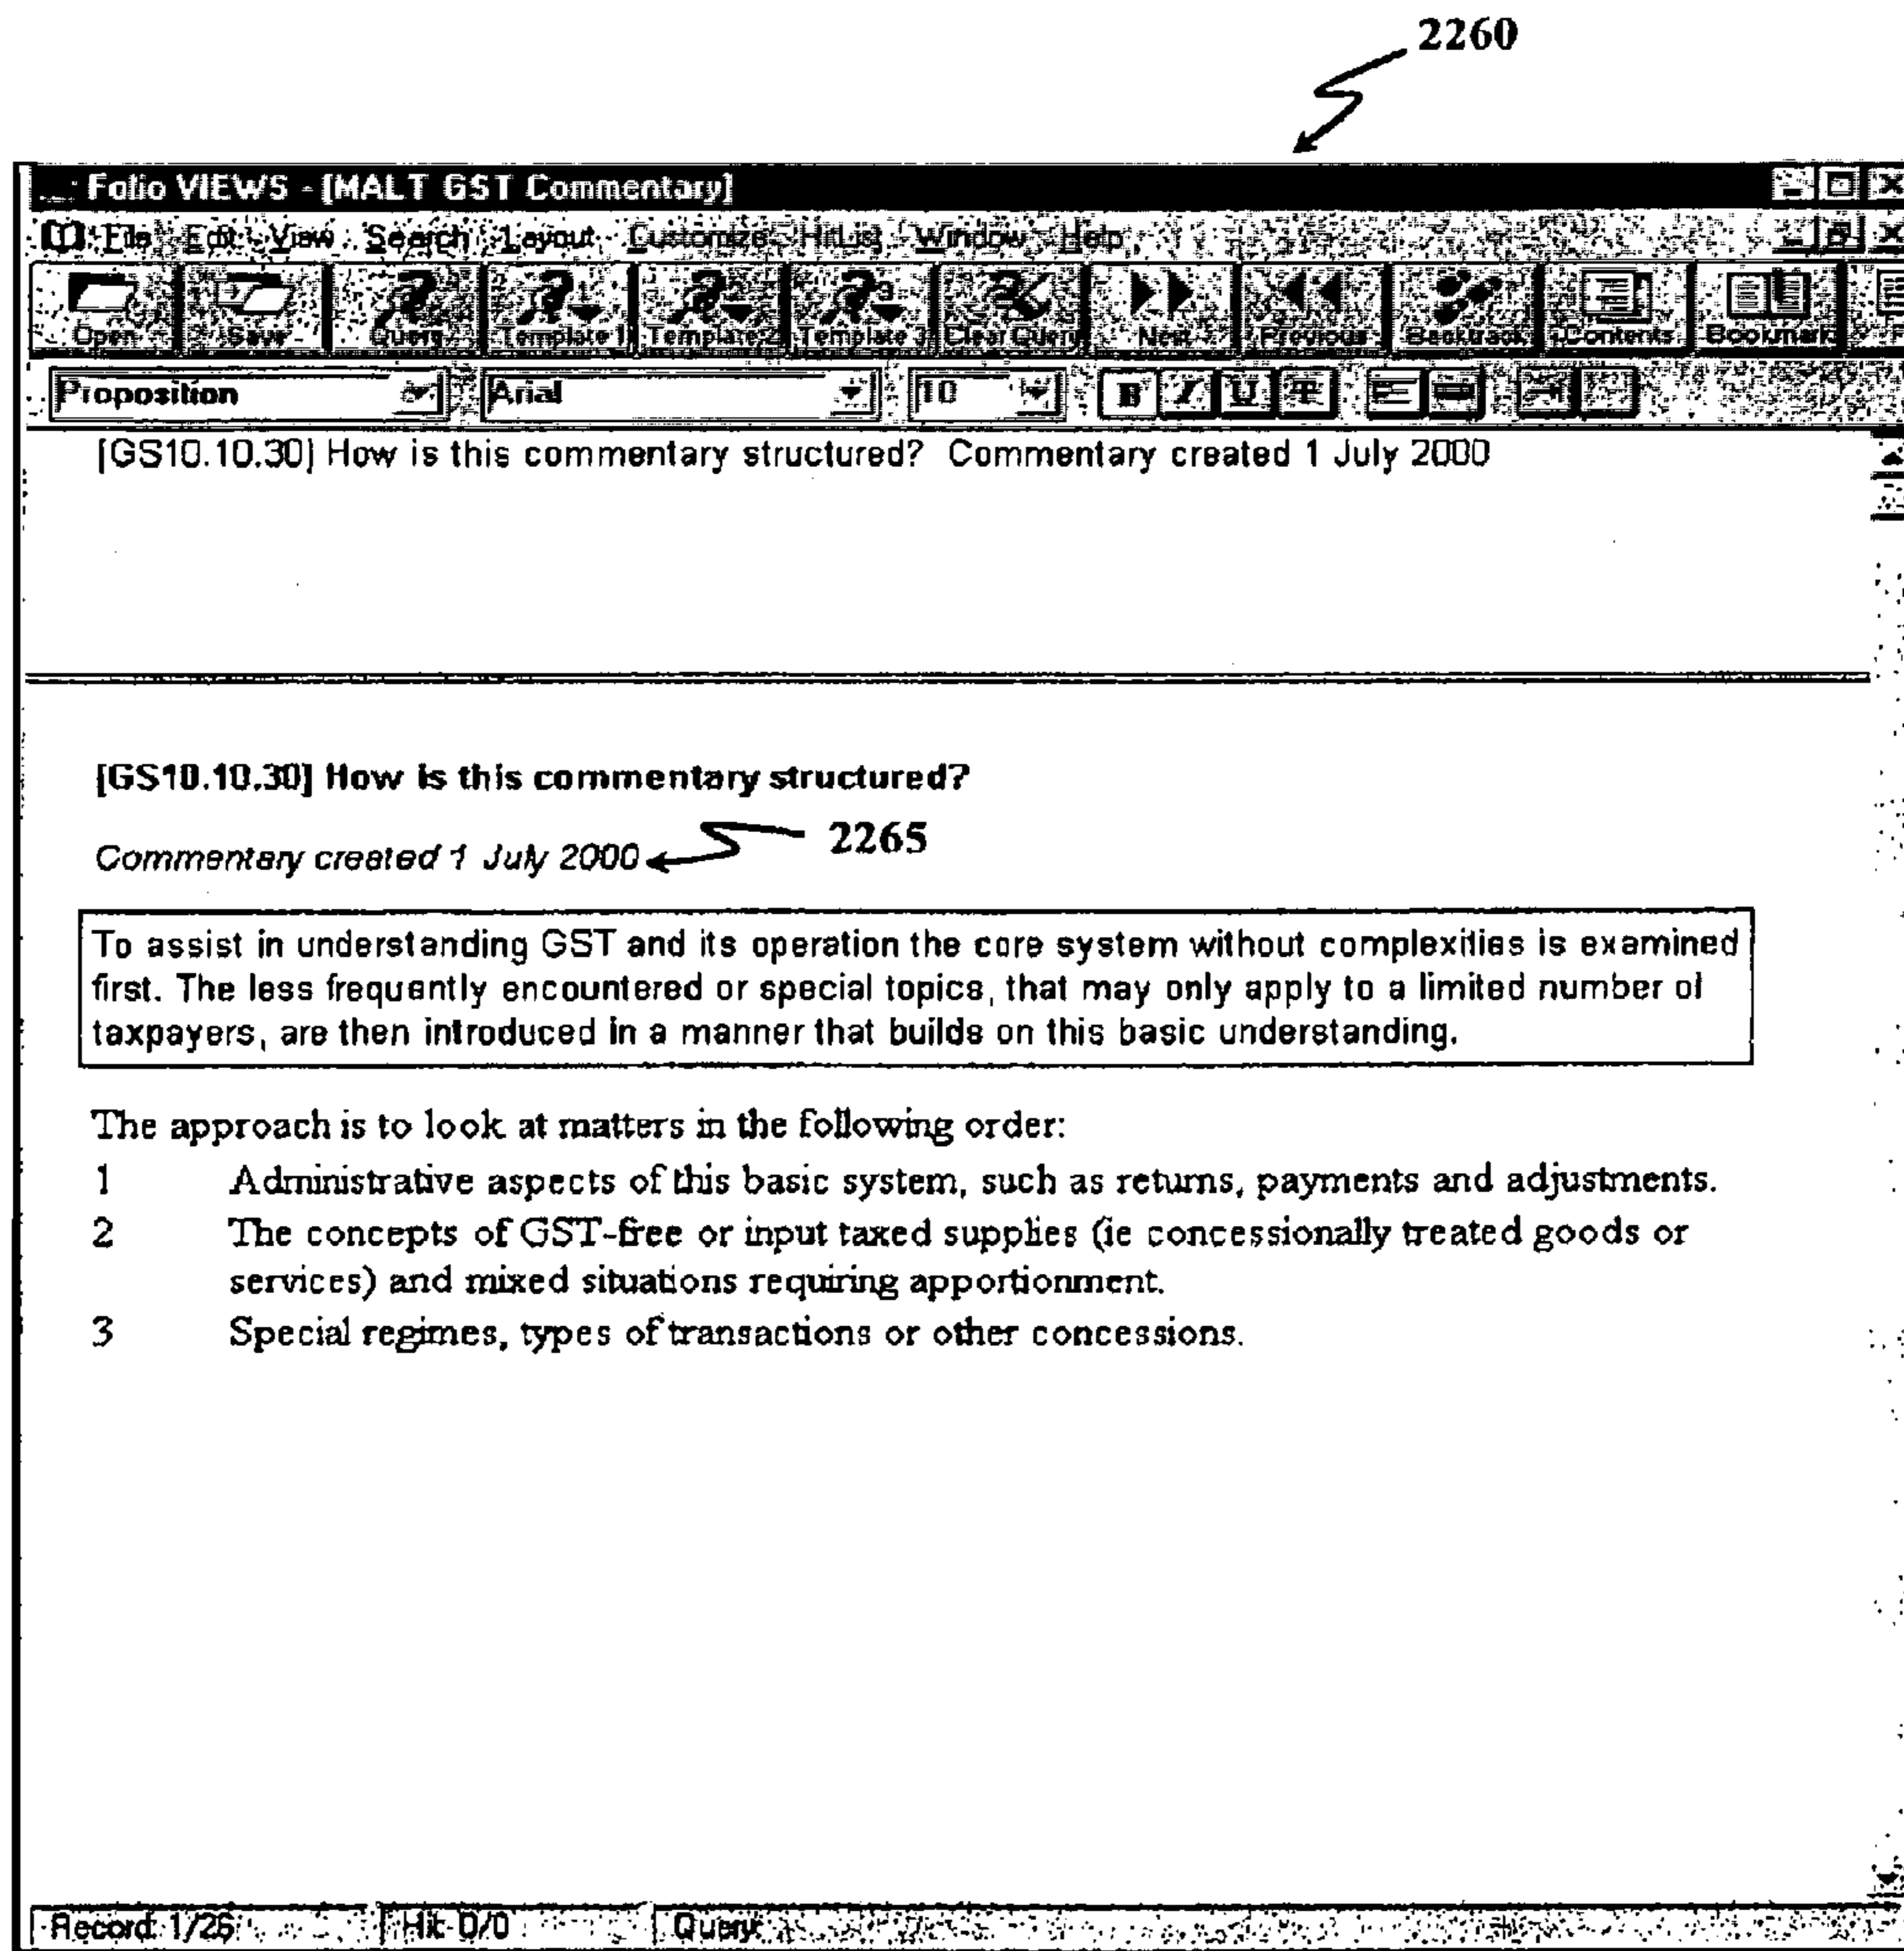 2260
Folio VIEWS - [MALT GST Commentary]
File Edit View Search Layout Customize HitList Window Help
Open Save Query Template 1 Template 2 Template 3 Clear Query Next Previous Backtrack Contents Bookmark
Proposition Arial 10 B I U
[GS10.10.30] How is this commentary structured? Commentary created 1 July 2000
[GS10.10.30] How is this commentary structured?
Commentary created 1 July 2000 2265
To assist in understanding GST and its operation the core system without complexities is examined
first. The less frequently encountered or special topics, that may only apply to a limited number of
taxpayers, are then introduced in a manner that builds on this basic understanding.
The approach is to look at matters in the following order:
1 Administrative aspects of this basic system, such as returns, payments and adjustments.
2 The concepts of GST-free or input taxed supplies (ie concessionally treated goods or
services) and mixed situations requiring apportionment.
3 Special regimes, types of transactions or other concessions.
Record: 1/26 Hit: 0/0 Query: